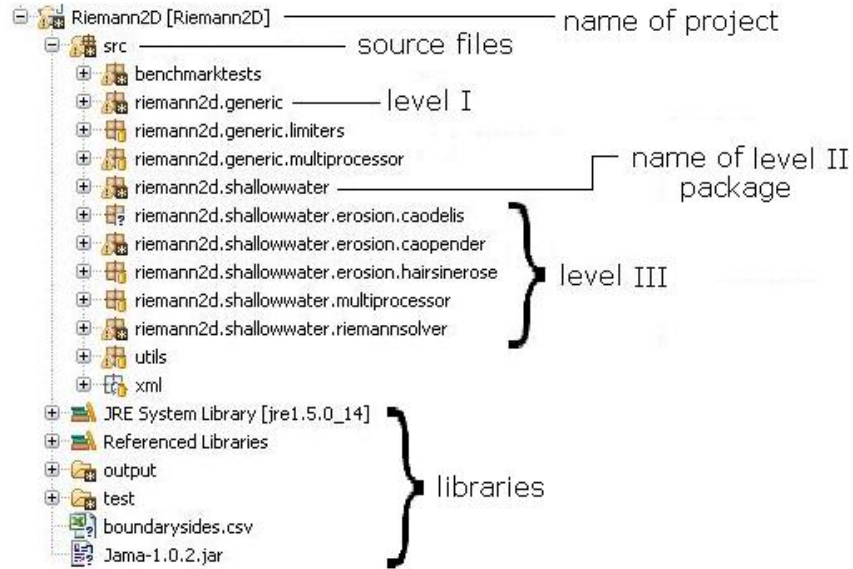 Riemann2D [Riemann2D] name of project
src source files
benchmarktests
riemann2d.generic level I
riemann2d.generic.limiters
riemann2d.generic.multiprocessor
riemann2d.shallowwater name of level II package
riemann2d.shallowwater.erosion.caodelis
riemann2d.shallowwater.erosion.caopender
riemann2d.shallowwater.erosion.hairsinerose level III
riemann2d.shallowwater.multiprocessor
riemann2d.shallowwater.riemannsolver
utils
xml
JRE System Library [jre1.5.0_14]
Referenced Libraries
output libraries
test
boundarysides.csv
Jama-1.0.2.jar